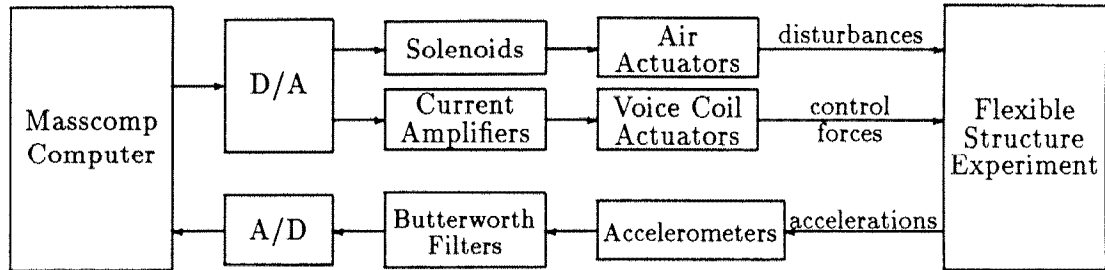 Masscomp
Computer
D/A
Solenoids
Air
Actuators
disturbances
Current
Amplifiers
Voice Coil
Actuators
control
forces
Flexible
Structure
Experiment
A/D
Butterworth
Filters
Accelerometers
accelerations